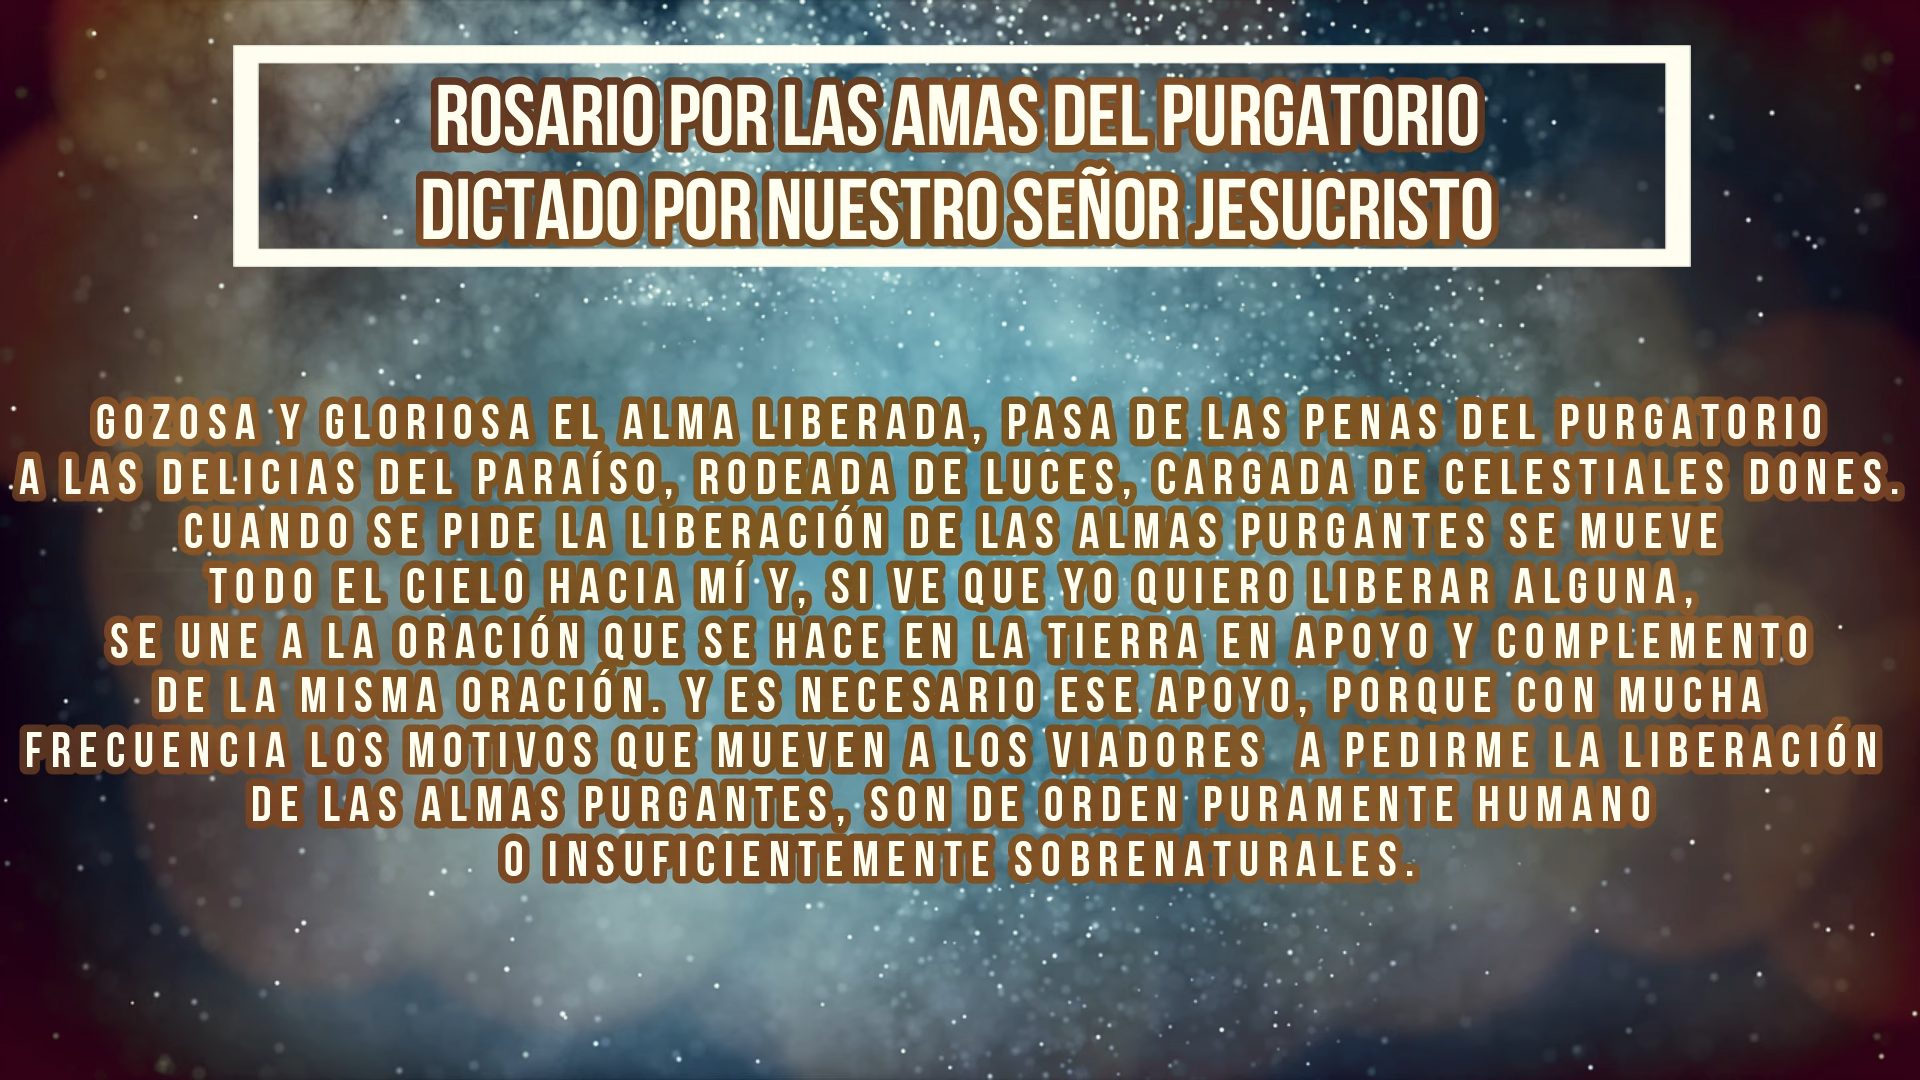 ROSARIO POR LAS AMAS DEL PURGATORIO
DICTADO POR NUESTRO SEÑOR JESUCRISTO
GOZOSA Y GLORIOSA EL ALMA LIBERADA, PASA DE LAS PENAS DEL PURGATORIO
A LAS DELICIAS DEL PARAÍSO, RODEADA DE LUCES, CARGADA DE CELESTIALES DONES.
CUANDO SE PIDE LA LIBERACIÓN DE LAS ALMAS PURGANTES SE MUEVE
TODO EL CIELO HACIA MÍ Y, SI VE QUE YO QUIERO LIBERAR ALGUNA,
SE UNE A LA ORACIÓN QUE SE HACE EN LA TIERRA EN APOYO Y COMPLEMENTO
DE LA MISMA ORACIÓN. Y ES NECESARIO ESE APOYO, PORQUE CON MUCHA
FRECUENCIA LOS MOTIVOS QUE MUEVEN A LOS VIADORES A PEDIRME LA LIBERACIÓN
DE LAS ALMAS PURGANTES, SON DE ORDEN PURAMENTE HUMANO
O INSUFICIENTEMENTE SOBRENATURALES.